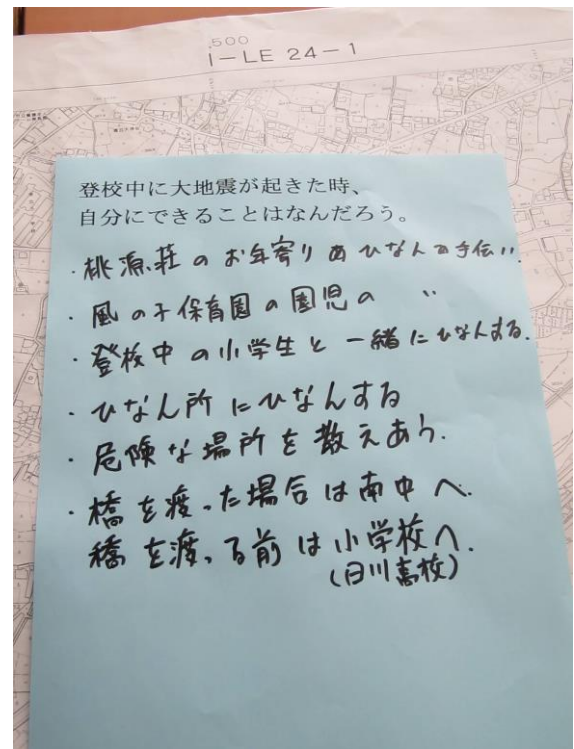 .500
I-LE 24-1
登校中に大地震が起きた時、
自分にできることはなんだろう。
・桃源荘のお年寄りのひなんの手伝い
・風の子保育園の園児の 〃
・登校中の小学生と一緒にひなんする.
・ひなん所にひなんする
・危険な場所を教えあう.
・橋を渡った場合は南中へ.
橋を渡る前は小学校へ.
(日川高校)